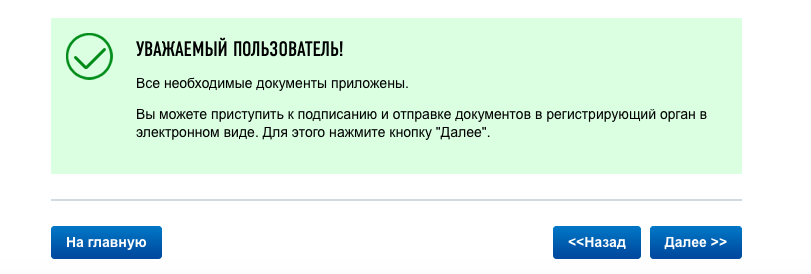 УВАЖАЕМЫЙ ПОЛЬЗОВАТЕЛЬ!
Все необходимые документы приложены.
Вы можете приступить к подписанию и отправке документов в регистрирующий орган в
электронном виде. Для этого нажмите кнопку "Далее".
На главную
<<Назад
Далее >>